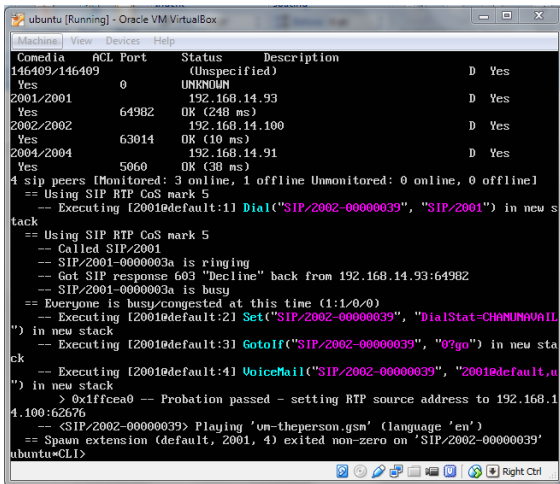 ubuntu [Running] - Oracle VM VirtualBox
Machine View Devices Help
Comedia ACL Port Status Description
146409/146409 (Unspecified) D Yes
Yes 0 UNKNOWN
2001/2001 192.168.14.93 D Yes
Yes 64982 OK (248 ms)
2002/2002 192.168.14.100 D Yes
Yes 63014 OK (10 ms)
2004/2004 192.168.14.91 D Yes
Yes 5060 OK (38 ms)
4 sip peers [Monitored: 3 online, 1 offline Unmonitored: 0 online, 0 offline]
== Using SIP RTP CoS mark 5
-- Executing [2001@default:1] Dial("SIP/2002-00000039", "SIP/2001") in new s
tack
== Using SIP RTP CoS mark 5
-- Called SIP/2001
-- SIP/2001-0000003a is ringing
-- Got SIP response 603 "Decline" back from 192.168.14.93:64982
-- SIP/2001-0000003a is busy
== Everyone is busy/congested at this time (1:1/0/0)
-- Executing [2001@default:2] Set("SIP/2002-00000039", "DialStat=CHANUNAVAIL
") in new stack
-- Executing [2001@default:3] GotoIf("SIP/2002-00000039", "0?go") in new sta
ck
-- Executing [2001@default:4] VoiceMail("SIP/2002-00000039", "2001@default,u
") in new stack
> 0x1ffcea0 -- Probation passed - setting RTP source address to 192.168.1
4.100:62676
-- <SIP/2002-00000039> Playing 'vm-theperson.gsm' (language 'en')
== Spawn extension (default, 2001, 4) exited non-zero on 'SIP/2002-00000039'
ubuntu*CLI>
Right Ctrl